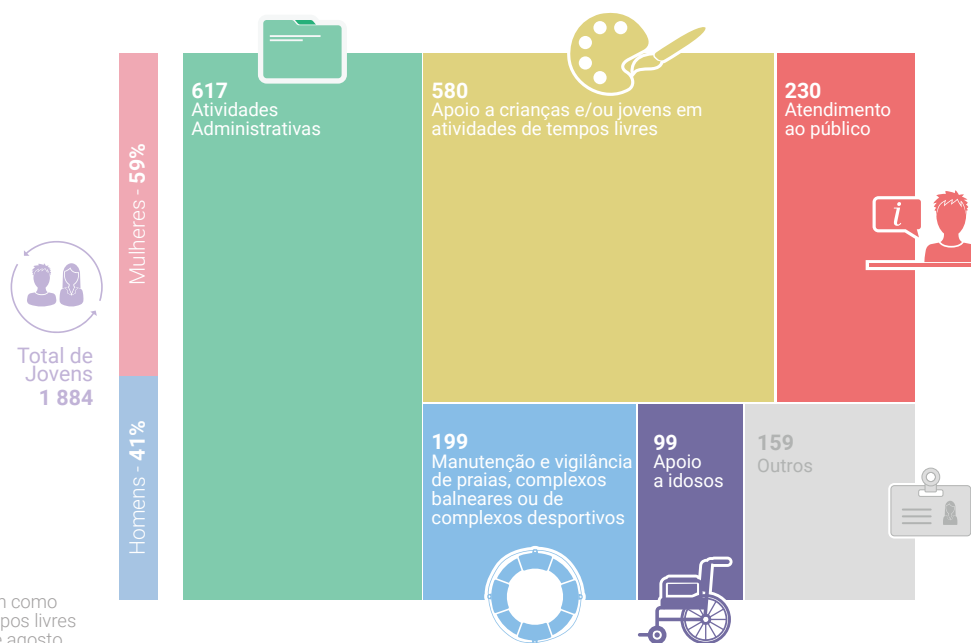 617
Atividades
Administrativas
580
Apoio a crianças e/ou jovens em
atividades de tempos livres
230
Atendimento
ao público
i
Mulheres - 59%
Homens - 41%
Total de
Jovens
1 884
199
Manutenção e vigilância
de praias, complexos
balneares ou de
complexos desportivos
99
Apoio
a idosos
159
Outros
como
livres
agosto